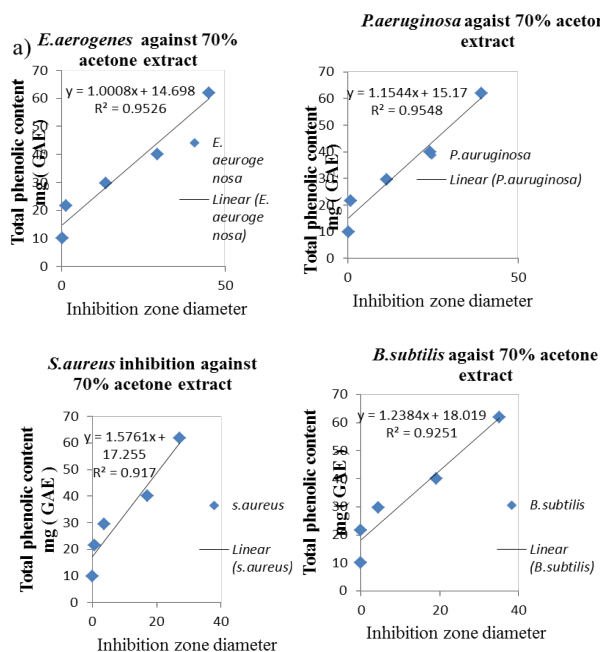 a)
E.aerogenes against 70%
acetone extract
Total phenolic content
mg ( GAE )
70
60
50
40
30
20
10
0
y = 1.0008x + 14.698
R² = 0.9526
E.
aeuroge
nosa
Linear (E.
aeuroge
nosa)
0
50
Inhibition zone diameter
P.aeruginosa agaist 70% aceto
extract
Total phenolic content
mg ( GAE )
70
60
50
40
30
20
10
0
y = 1.1544x + 15.17
R² = 0.9548
P.auruginosa
Linear (P.auruginosa)
0
50
Inhibition zone diameter
S.aureus inhibition against
70% acetone extract
Total phenolic content
mg ( GAE )
70
60
50
40
30
20
10
0
y = 1.5761x +
17.255
R² = 0.917
s.aureus
Linear
(s.aureus)
0
20
40
Inhibition zone diameter
B.subtilis agaist 70% acetone
extract
Total phenolic content
mg ( GAE )
70
60
50
40
30
20
10
0
y = 1.2384x + 18.019
R² = 0.9251
B.subtilis
Linear
(B.subtilis)
0
20
40
Inhibition zone diameter